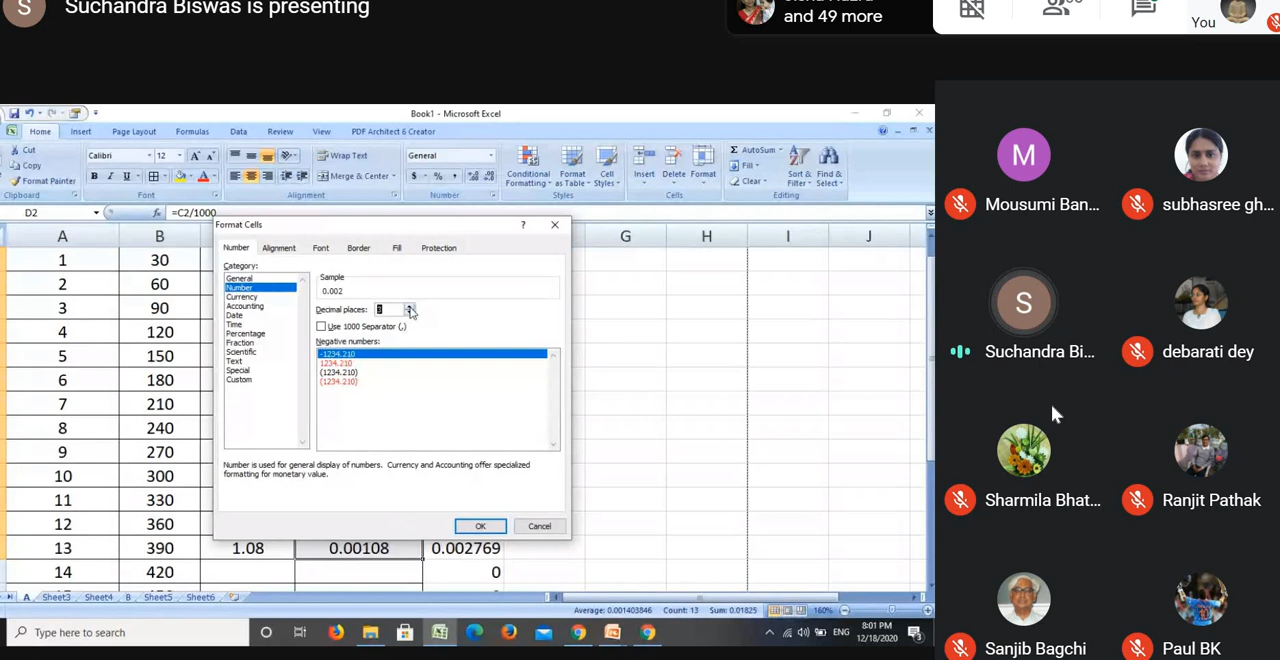 S
Suchandra Biswas is presenting
and 49 more
You
Book1 - Microsoft Excel
Home Insert Page Layout Formulas Data Review View PDF Architect 6 Creator
Cut
Copy
Format Painter
Clipboard
Calibri 12
B I U
Font
Wrap Text
Merge & Center
Alignment
General
$ % ,
Number
Conditional Formatting
Format as Table
Cell Styles
Styles
Insert Delete Format
Cells
AutoSum
Fill
Clear
Sort & Filter
Find & Select
Editing
D2 fx =C2/1000
A B G H I J
1 30
2 60
3 90
4 120
5 150
6 180
7 210
8 240
9 270
10 300
11 330
12 360
13 390 1.08 0.00108 0.002769
14 420 0
Format Cells ?
Number Alignment Font Border Fill Protection
Category:
General
Number
Currency
Accounting
Date
Time
Percentage
Fraction
Scientific
Text
Special
Custom
Sample
0.002
Decimal places: 3
Use 1000 Separator (,)
Negative numbers:
-1234.210
1234.210
(1234.210)
(1234.210)
Number is used for general display of numbers. Currency and Accounting offer specialized
formatting for monetary value.
OK Cancel
A Sheet3 Sheet4 B Sheet5 Sheet6
Average: 0.001403846 Count: 13 Sum: 0.01825 160%
Type here to search
ENG
8:01 PM
12/18/2020
3
M
Mousumi Ban...
subhasree gh...
S
Suchandra Bi...
debarati dey
Sharmila Bhat...
Ranjit Pathak
Sanjib Bagchi
Paul BK